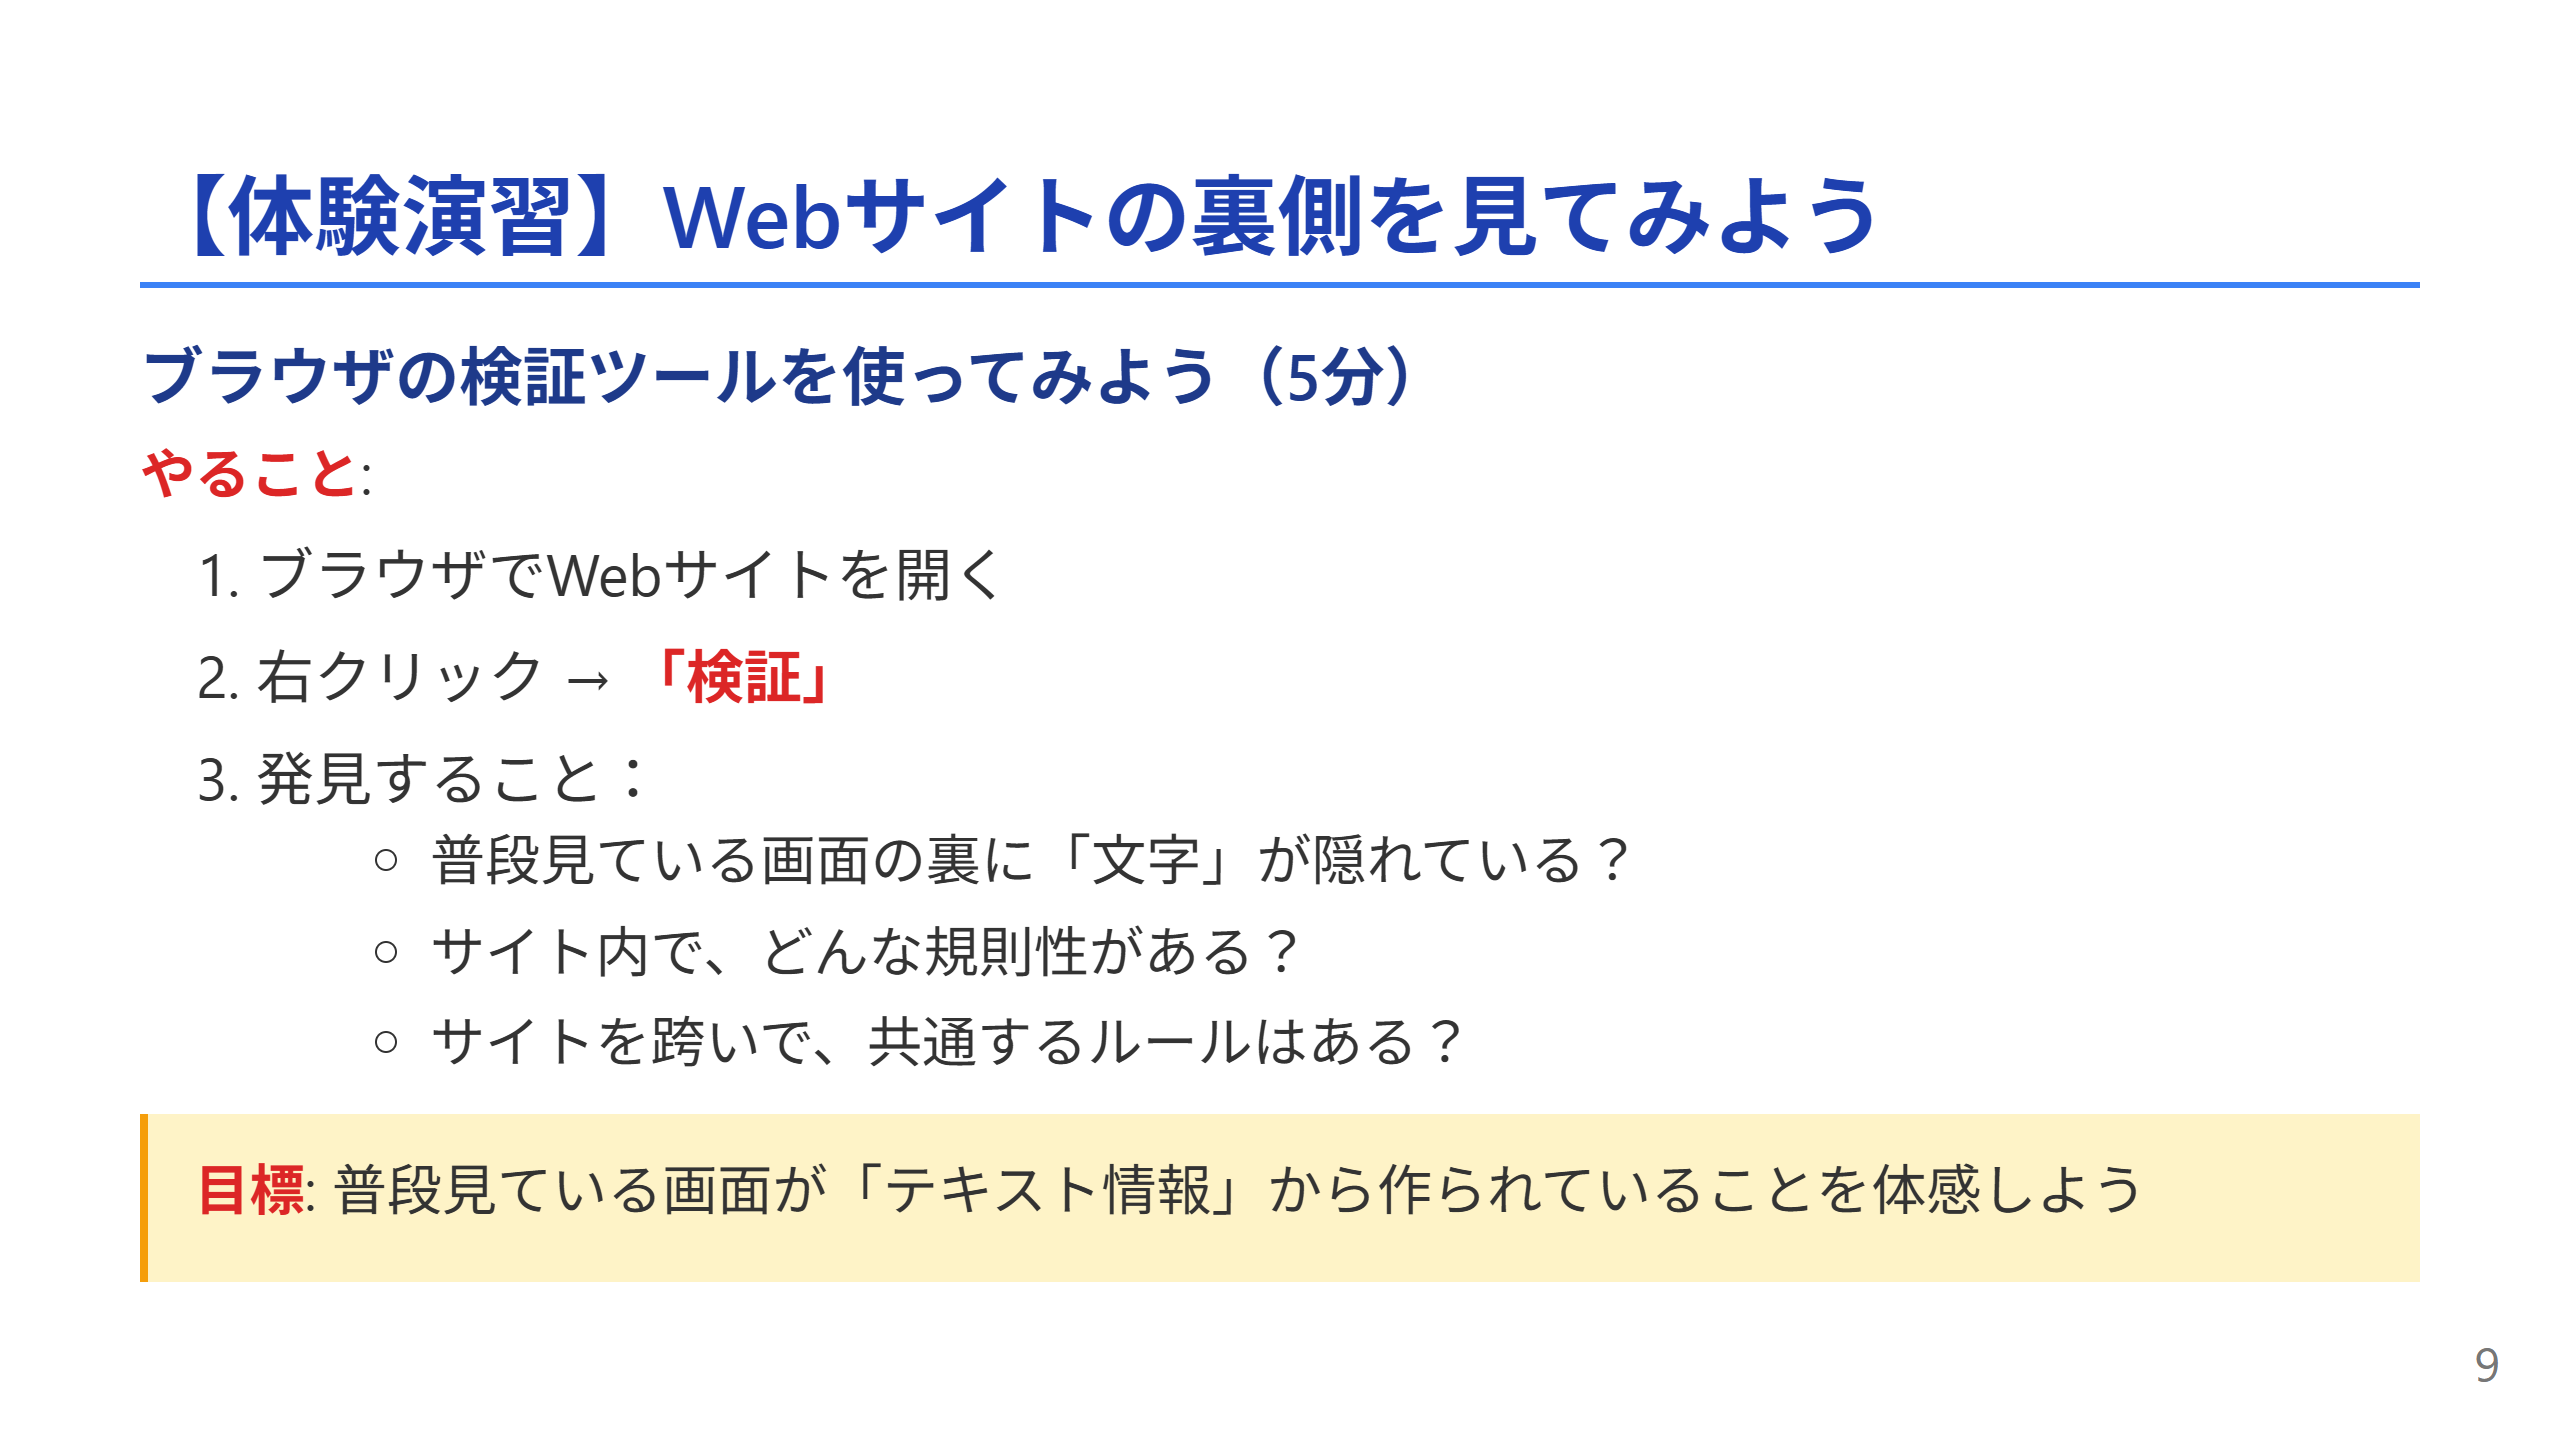 【体験演習】Webサイトの裏側を見てみよう
ブラウザの検証ツールを使ってみよう（5分）
やること:
1. ブラウザでWebサイトを開く
2. 右クリック → 「検証」
3. 発見すること：
○ 普段見ている画面の裏に「文字」が隠れている？
○ サイト内で、どんな規則性がある？
○ サイトを跨いで、共通するルールはある？
目標: 普段見ている画面が「テキスト情報」から作られていることを体感しよう
9